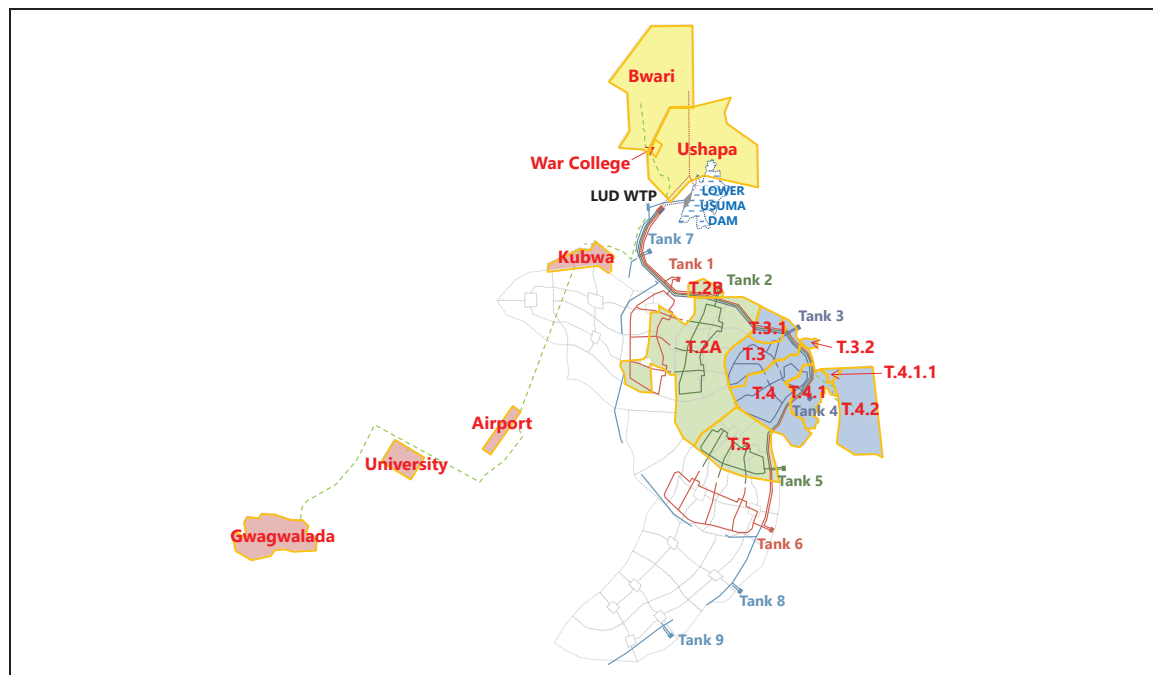 Bwari
Ushapa
War College
LUD WTP
LOWER
USUMA
DAM
Tank 7
Kubwa
Tank 1
Tank 2
T.2B
Tank 3
T.3.1
T.2A
T.3
T.3.2
T.4.1.1
T.4
T.4.1
Tank 4
T.4.2
Airport
T.5
University
Tank 5
Gwagwalada
Tank 6
Tank 8
Tank 9